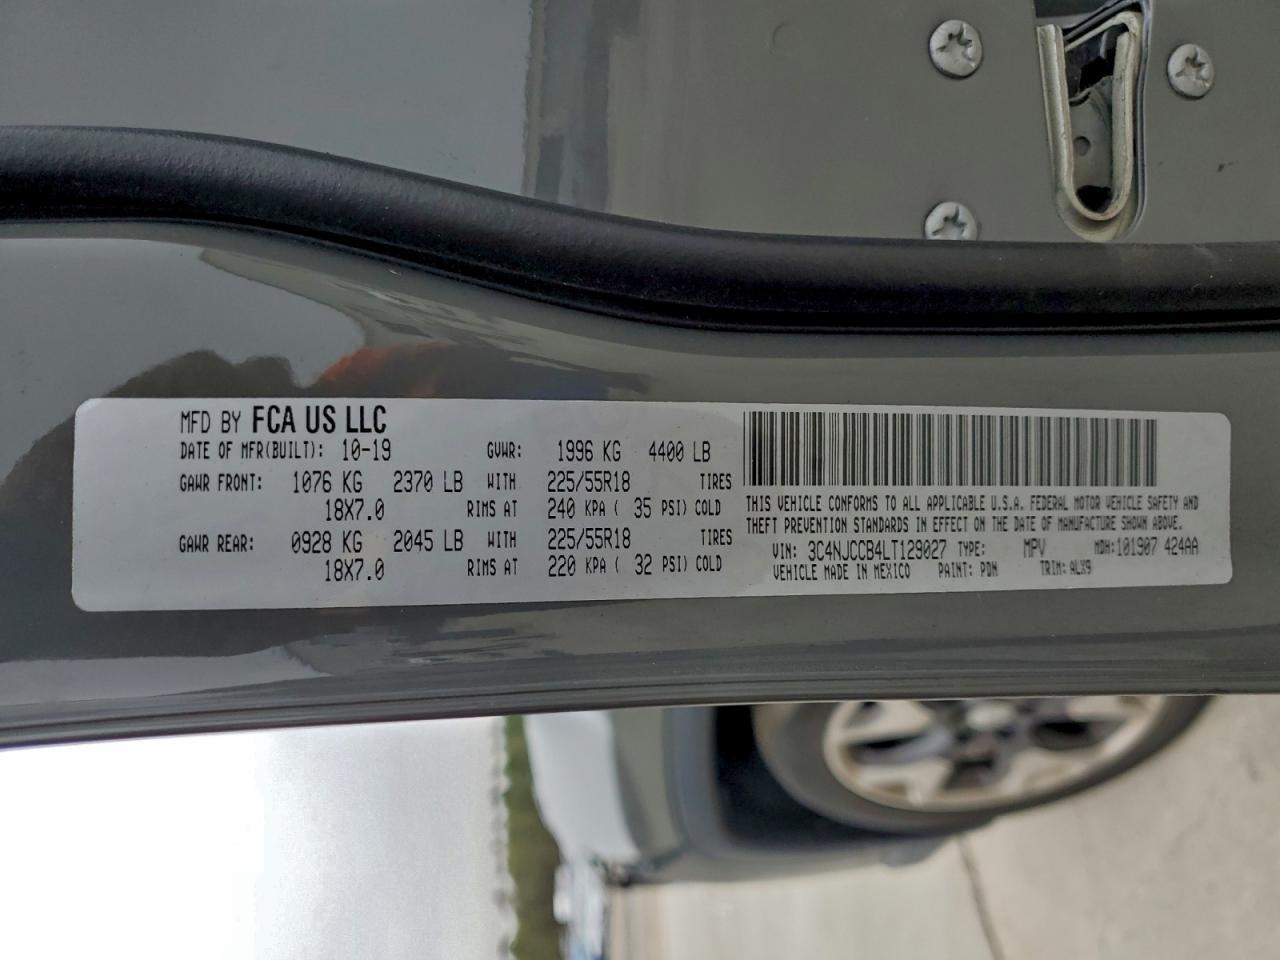 MFD BY FCA US LLC
DATE OF MFR(BUILT): 10-19 GVWR: 1996 KG 4400 LB
GAWR FRONT: 1076 KG 2370 LB WITH 225/55R18 TIRES
18X7.0 RIMS AT 240 KPA ( 35 PSI) COLD
GAWR REAR: 0928 KG 2045 LB WITH 225/55R18 TIRES
18X7.0 RIMS AT 220 KPA ( 32 PSI) COLD
THIS VEHICLE CONFORMS TO ALL APPLICABLE U.S.A. FEDERAL MOTOR VEHICLE SAFETY AND
THEFT PREVENTION STANDARDS IN EFFECT ON THE DATE OF MANUFACTURE SHOWN ABOVE.
VIN: 3C4NJCCB4LT129027 TYPE: MPV MDH:101907 424AA
VEHICLE MADE IN MEXICO PAINT: PDN TRIM: ALX9